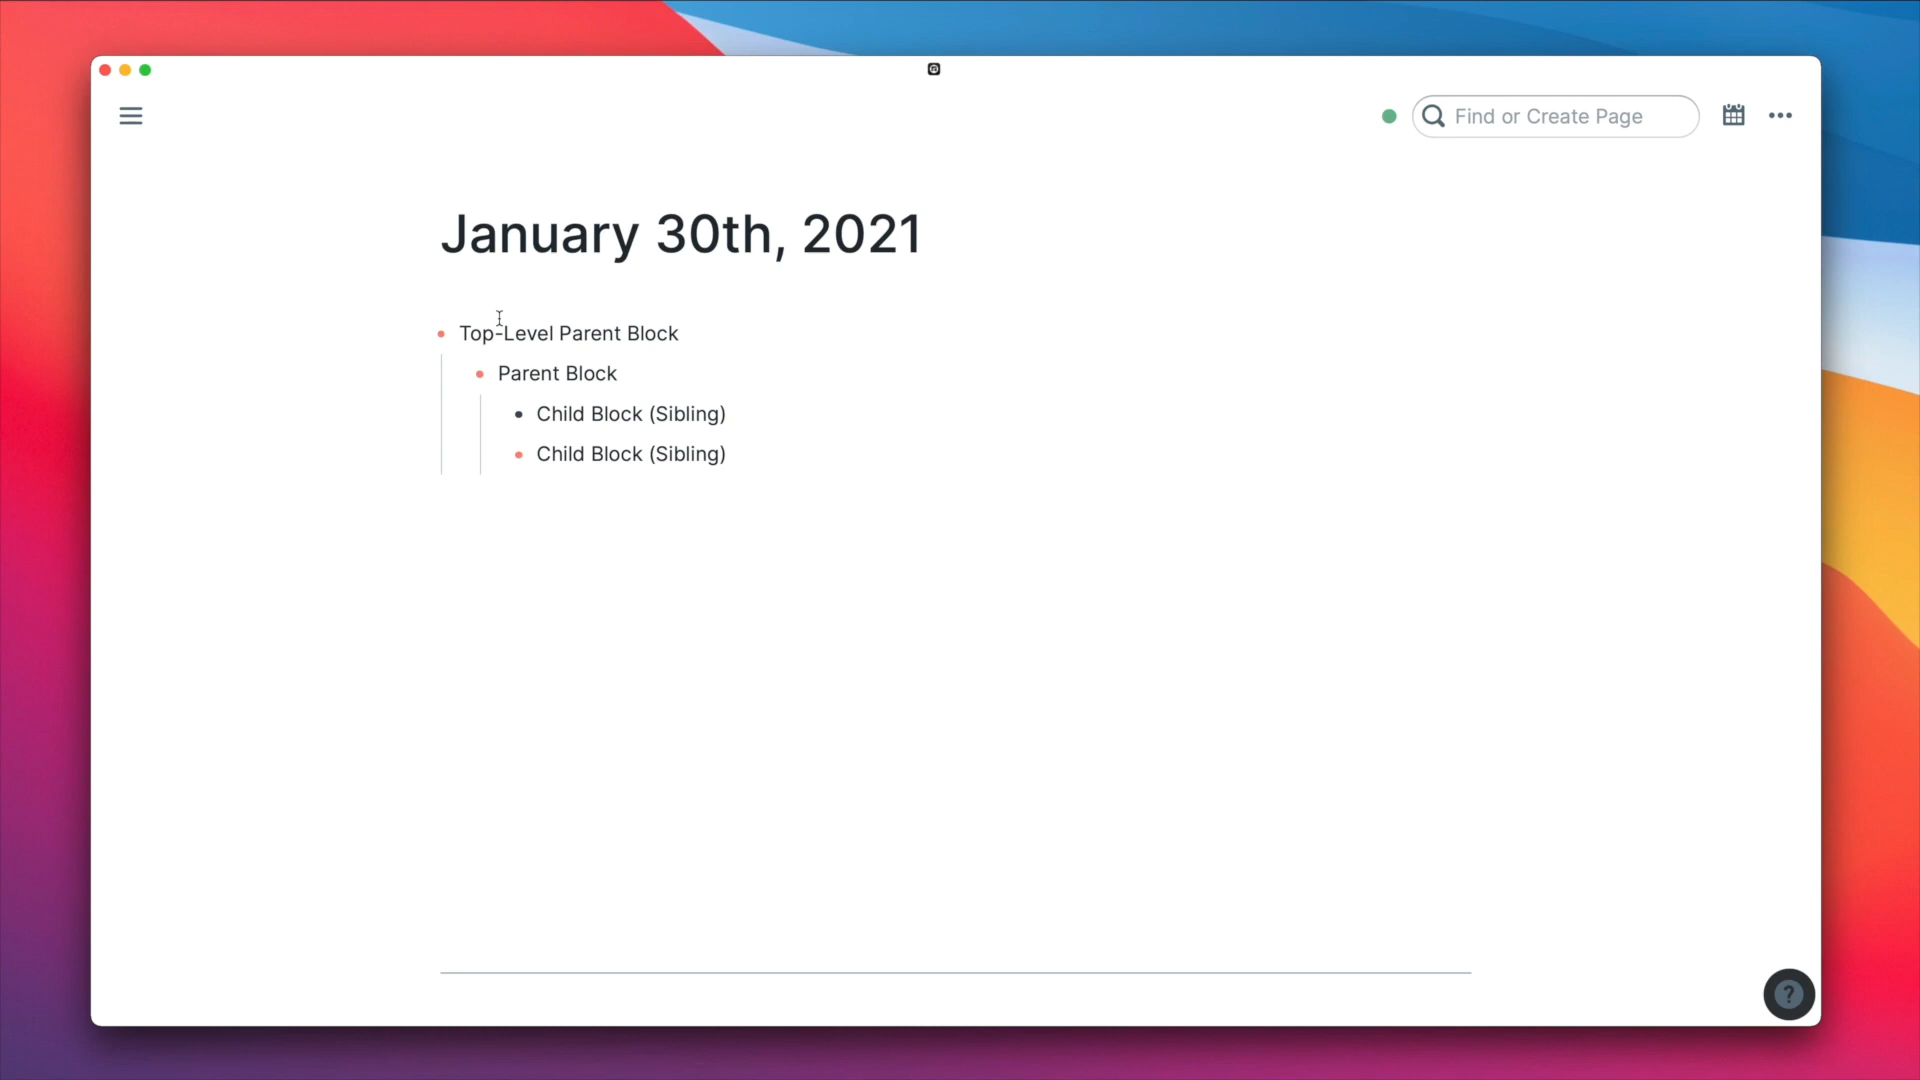 Find or Create Page
January 30th, 2021
Top-Level Parent Block
Parent Block
Child Block (Sibling)
Child Block (Sibling)
?